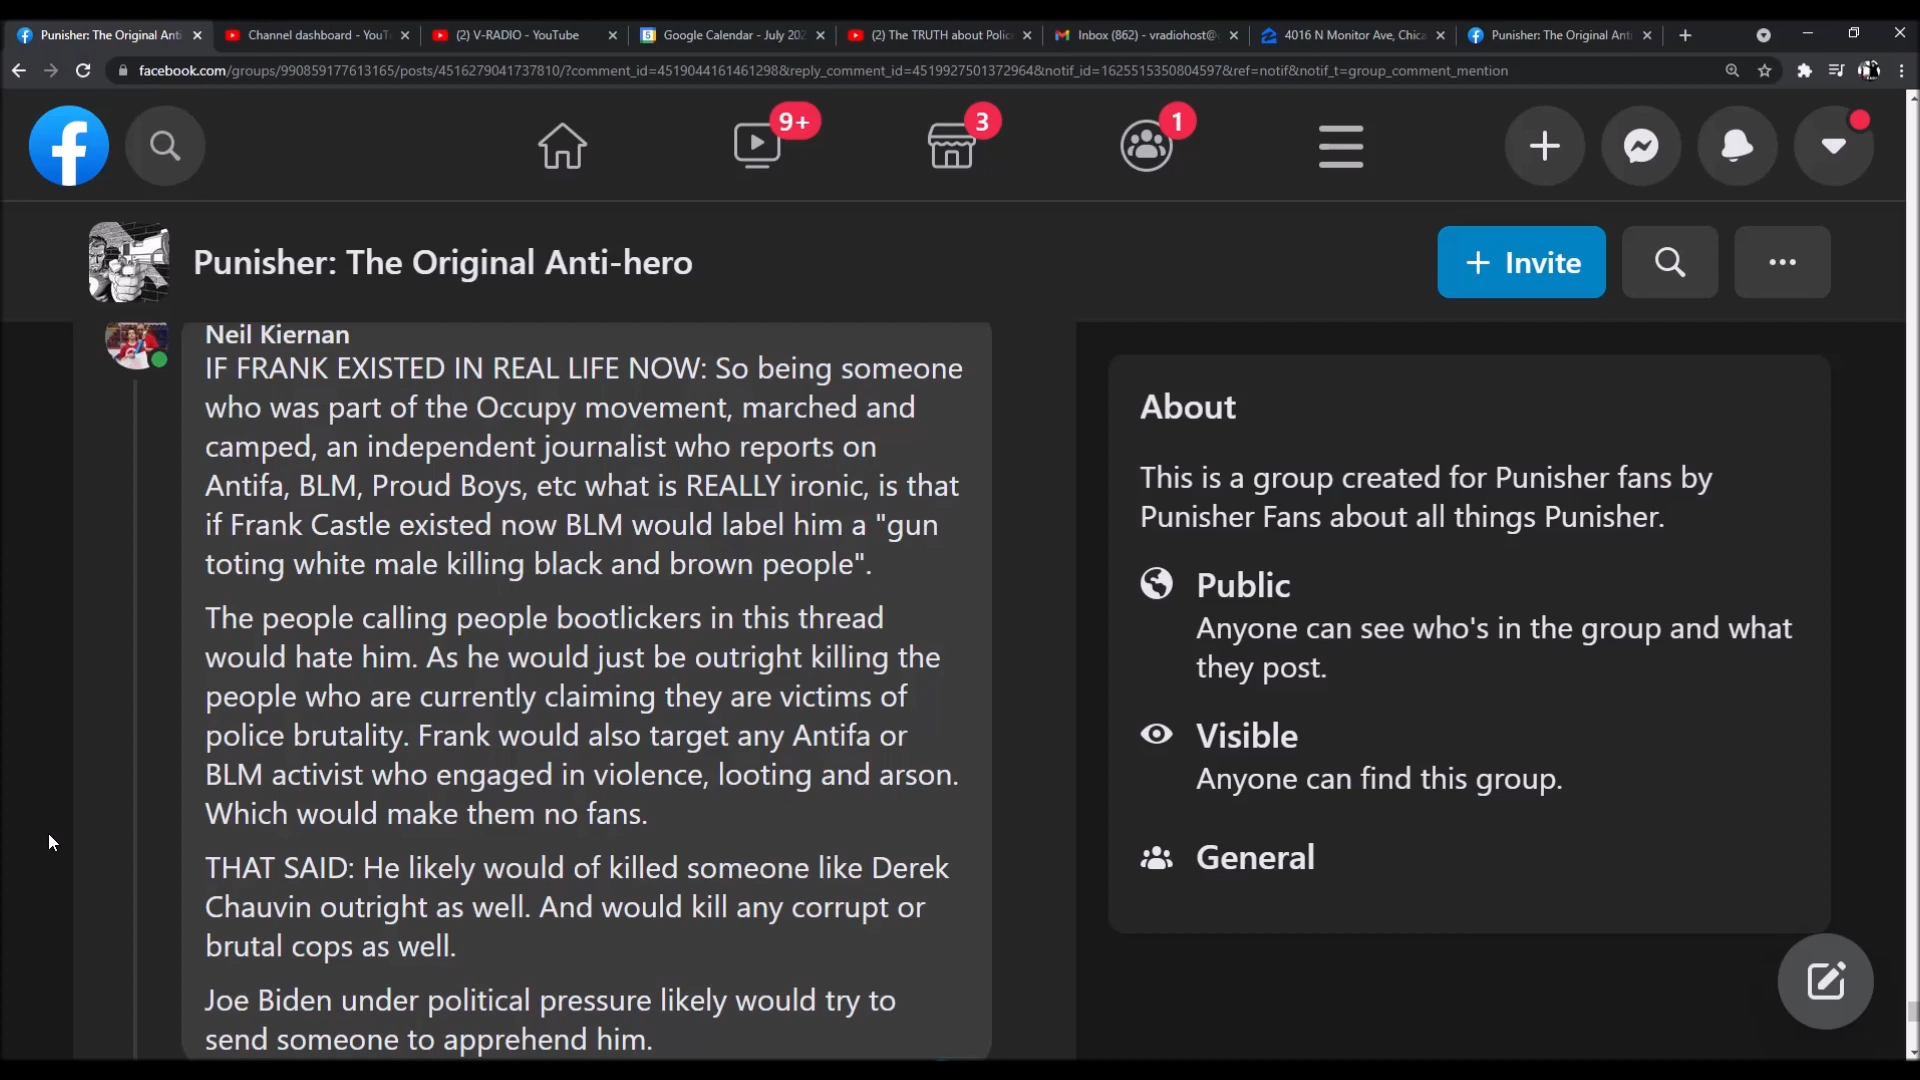 Punisher: The Original Anti
Channel dashboard - YouT
(2) V-RADIO - YouTube
Google Calendar - July 202
(2) The TRUTH about Polic
Inbox (862) - vradiohost@
4016 N Monitor Ave, Chica
Punisher: The Original Anti
facebook.com/groups/990859177613165/posts/4516279041737810/?comment_id=4519044161461298&reply_comment_id=4519927501372964&notif_id=1625515350804597&ref=notif&notif_t=group_comment_mention
9+
3
1
Punisher: The Original Anti-hero
+ Invite
Neil Kiernan
IF FRANK EXISTED IN REAL LIFE NOW: So being someone
who was part of the Occupy movement, marched and
camped, an independent journalist who reports on
Antifa, BLM, Proud Boys, etc what is REALLY ironic, is that
if Frank Castle existed now BLM would label him a "gun
toting white male killing black and brown people".
The people calling people bootlickers in this thread
would hate him. As he would just be outright killing the
people who are currently claiming they are victims of
police brutality. Frank would also target any Antifa or
BLM activist who engaged in violence, looting and arson.
Which would make them no fans.
THAT SAID: He likely would of killed someone like Derek
Chauvin outright as well. And would kill any corrupt or
brutal cops as well.
Joe Biden under political pressure likely would try to
send someone to apprehend him.
About
This is a group created for Punisher fans by
Punisher Fans about all things Punisher.
Public
Anyone can see who's in the group and what
they post.
Visible
Anyone can find this group.
General